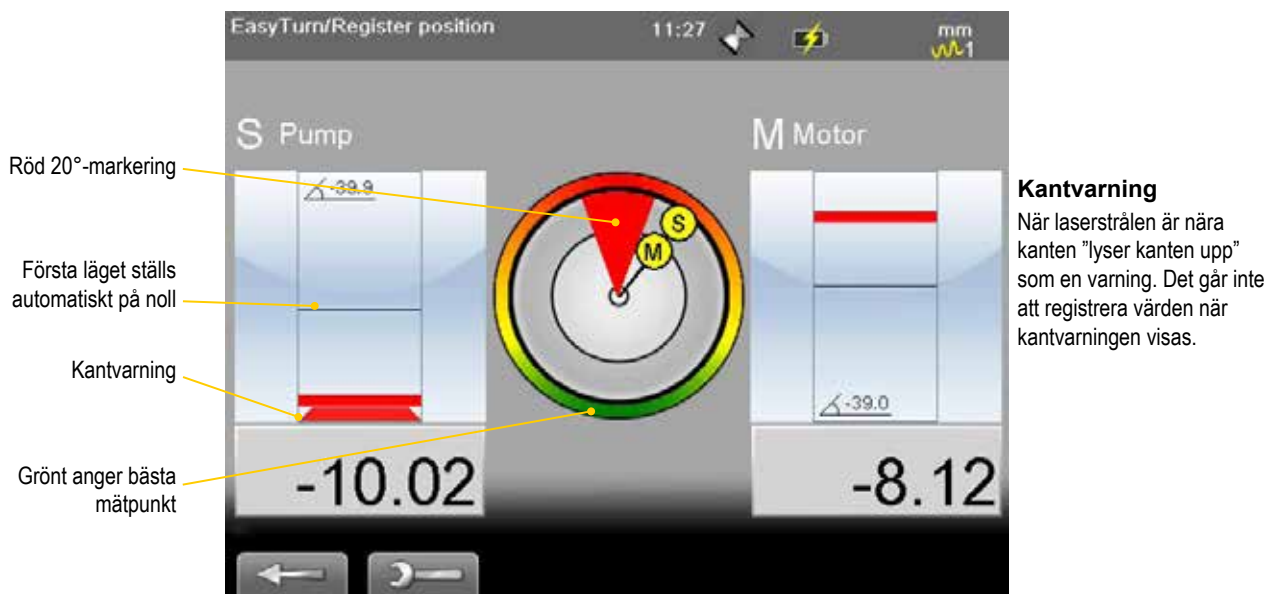 EasyTurn/Register position 11:27 mm
1
S Pump
M Motor
Röd 20°-markering
-39.9
S
M
Första läget ställs
automatiskt på noll
Kantvarning
-39.0
Grönt anger bästa
mätpunkt
-10.02
-8.12
Kantvarning
När laserstrålen är nära
kanten ”lyser kanten upp”
som en varning. Det går inte
att registrera värden när
kantvarningen visas.